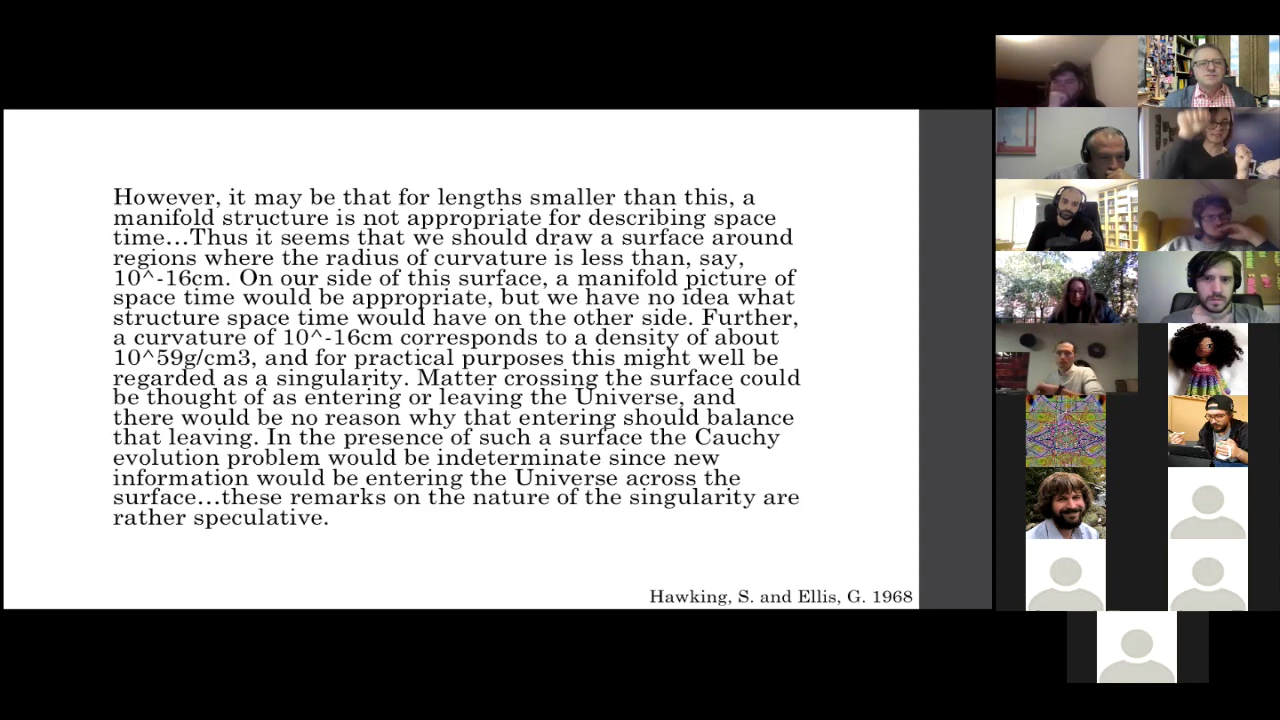 However, it may be that for lengths smaller than this, a
manifold structure is not appropriate for describing space
time...Thus it seems that we should draw a surface around
regions where the radius of curvature is less than, say,
10^-16cm. On our side of this surface, a manifold picture of
space time would be appropriate, but we have no idea what
structure space time would have on the other side. Further,
a curvature of 10^-16cm corresponds to a density of about
10^59g/cm3, and for practical purposes this might well be
regarded as a singularity. Matter crossing the surface could
be thought of as entering or leaving the Universe, and
there would be no reason why that entering should balance
that leaving. In the presence of such a surface the Cauchy
evolution problem would be indeterminate since new
information would be entering the Universe across the
surface...these remarks on the nature of the singularity are
rather speculative.
Hawking, S. and Ellis, G. 1968